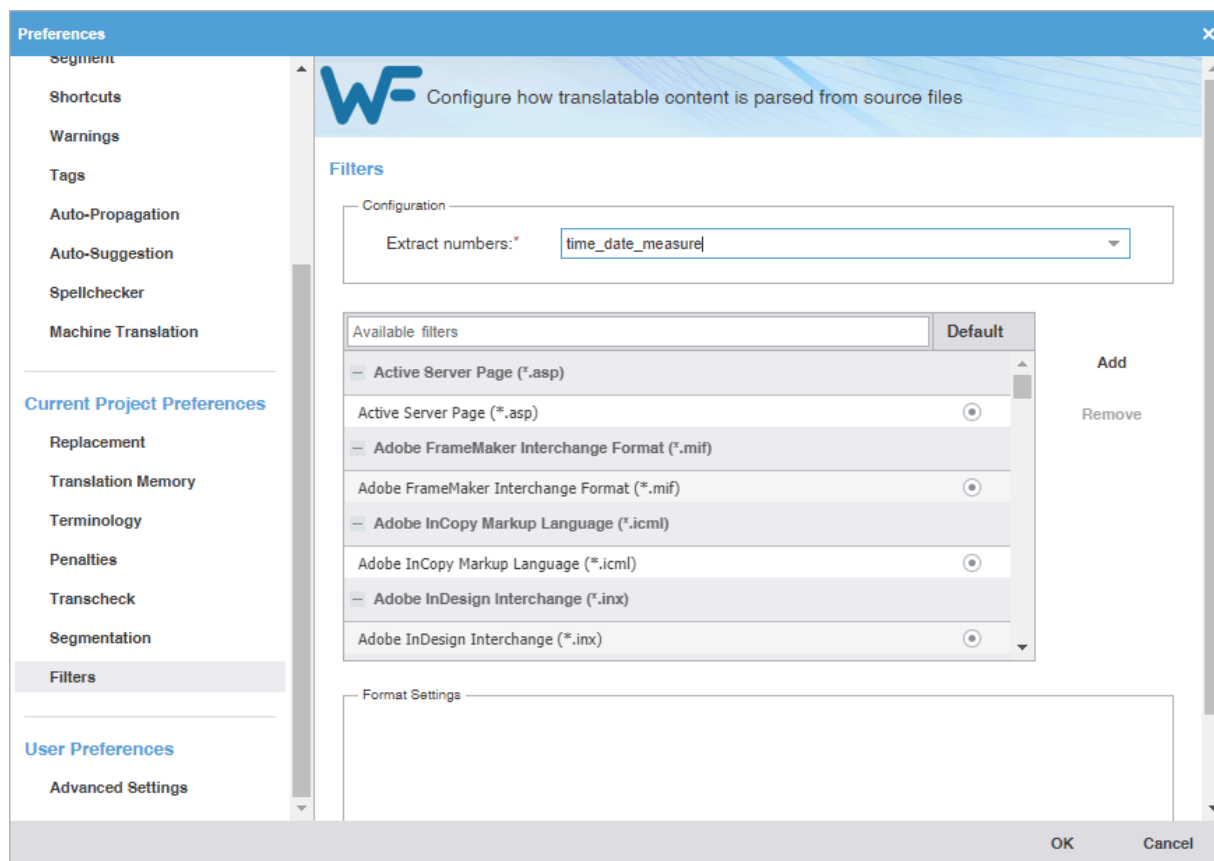 Preferences
Segment
Shortcuts
Warnings
Tags
Auto-Propagation
Auto-Suggestion
Spellchecker
Machine Translation
Current Project Preferences
Replacement
Translation Memory
Terminology
Penalties
Transcheck
Segmentation
Filters
User Preferences
Advanced Settings
WF
Configure how translatable content is parsed from source files
Filters
Configuration
Extract numbers:* time_date_measure
Available filters Default
Active Server Page (*.asp)
Active Server Page (*.asp)
Adobe FrameMaker Interchange Format (*.mif)
Adobe FrameMaker Interchange Format (*.mif)
Adobe InCopy Markup Language (*.icml)
Adobe InCopy Markup Language (*.icml)
Adobe InDesign Interchange (*.inx)
Adobe InDesign Interchange (*.inx)
Add
Remove
Format Settings
OK Cancel